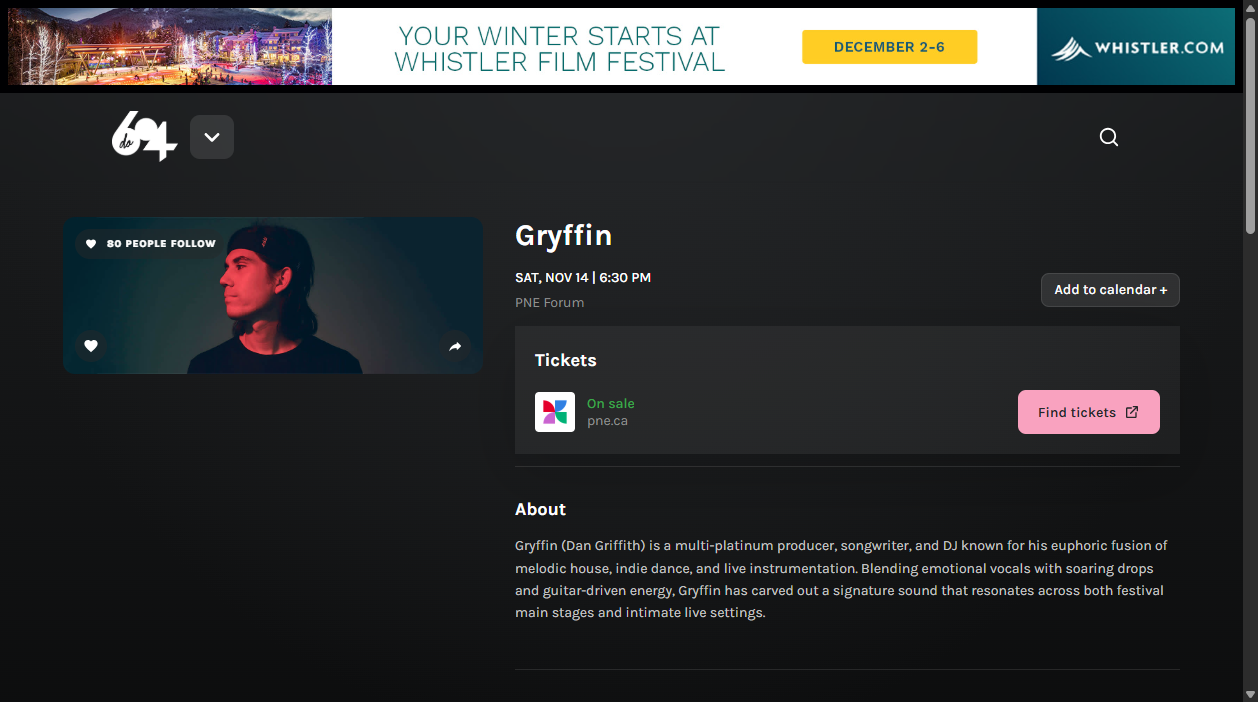 YOUR WINTER STARTS AT
WHISTLER FILM FESTIVAL
DECEMBER 2-6
WHISTLER.COM
do604
80 PEOPLE FOLLOW
Gryffin
SAT, NOV 14 | 6:30 PM
PNE Forum
Add to calendar +
Tickets
On sale
pne.ca
Find tickets
About
Gryffin (Dan Griffith) is a multi-platinum producer, songwriter, and DJ known for his euphoric fusion of
melodic house, indie dance, and live instrumentation. Blending emotional vocals with soaring drops
and guitar-driven energy, Gryffin has carved out a signature sound that resonates across both festival
main stages and intimate live settings.